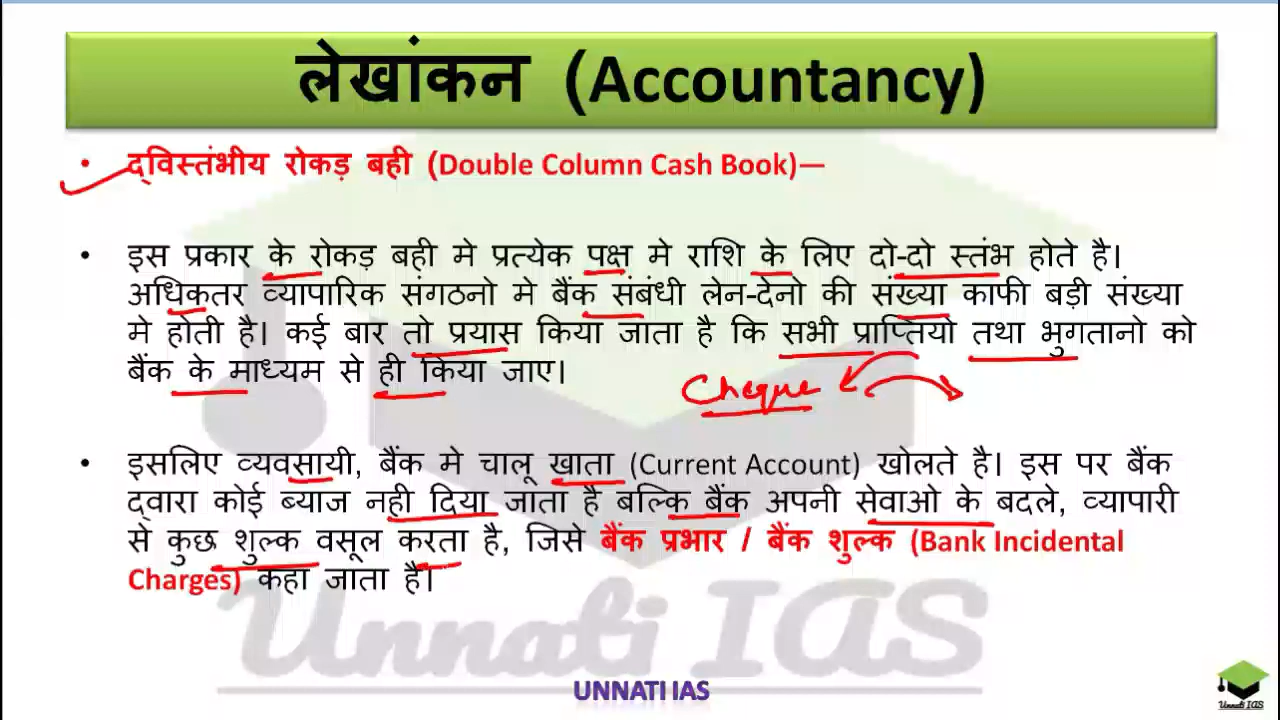 लेखांकन (Accountancy)
• द्विस्तंभीय रोकड़ बही (Double Column Cash Book)—
• इस प्रकार के रोकड़ बही मे प्रत्येक पक्ष मे राशि के लिए दो-दो स्तंभ होते है।
अधिकतर व्यापारिक संगठनो मे बैंक संबंधी लेन-देनो की संख्या काफी बड़ी संख्या
मे होती है। कई बार तो प्रयास किया जाता है कि सभी प्राप्तियो तथा भुगतानो को
बैंक के माध्यम से ही किया जाए।
Cheque
• इसलिए व्यवसायी, बैंक मे चालू खाता (Current Account) खोलते है। इस पर बैंक
द्वारा कोई ब्याज नही दिया जाता है बल्कि बैंक अपनी सेवाओ के बदले, व्यापारी
से कुछ शुल्क वसूल करता है, जिसे बैंक प्रभार / बैंक शुल्क (Bank Incidental
Charges) कहा जाता है।
Unnati IAS
UNNATI IAS
Unnati IAS